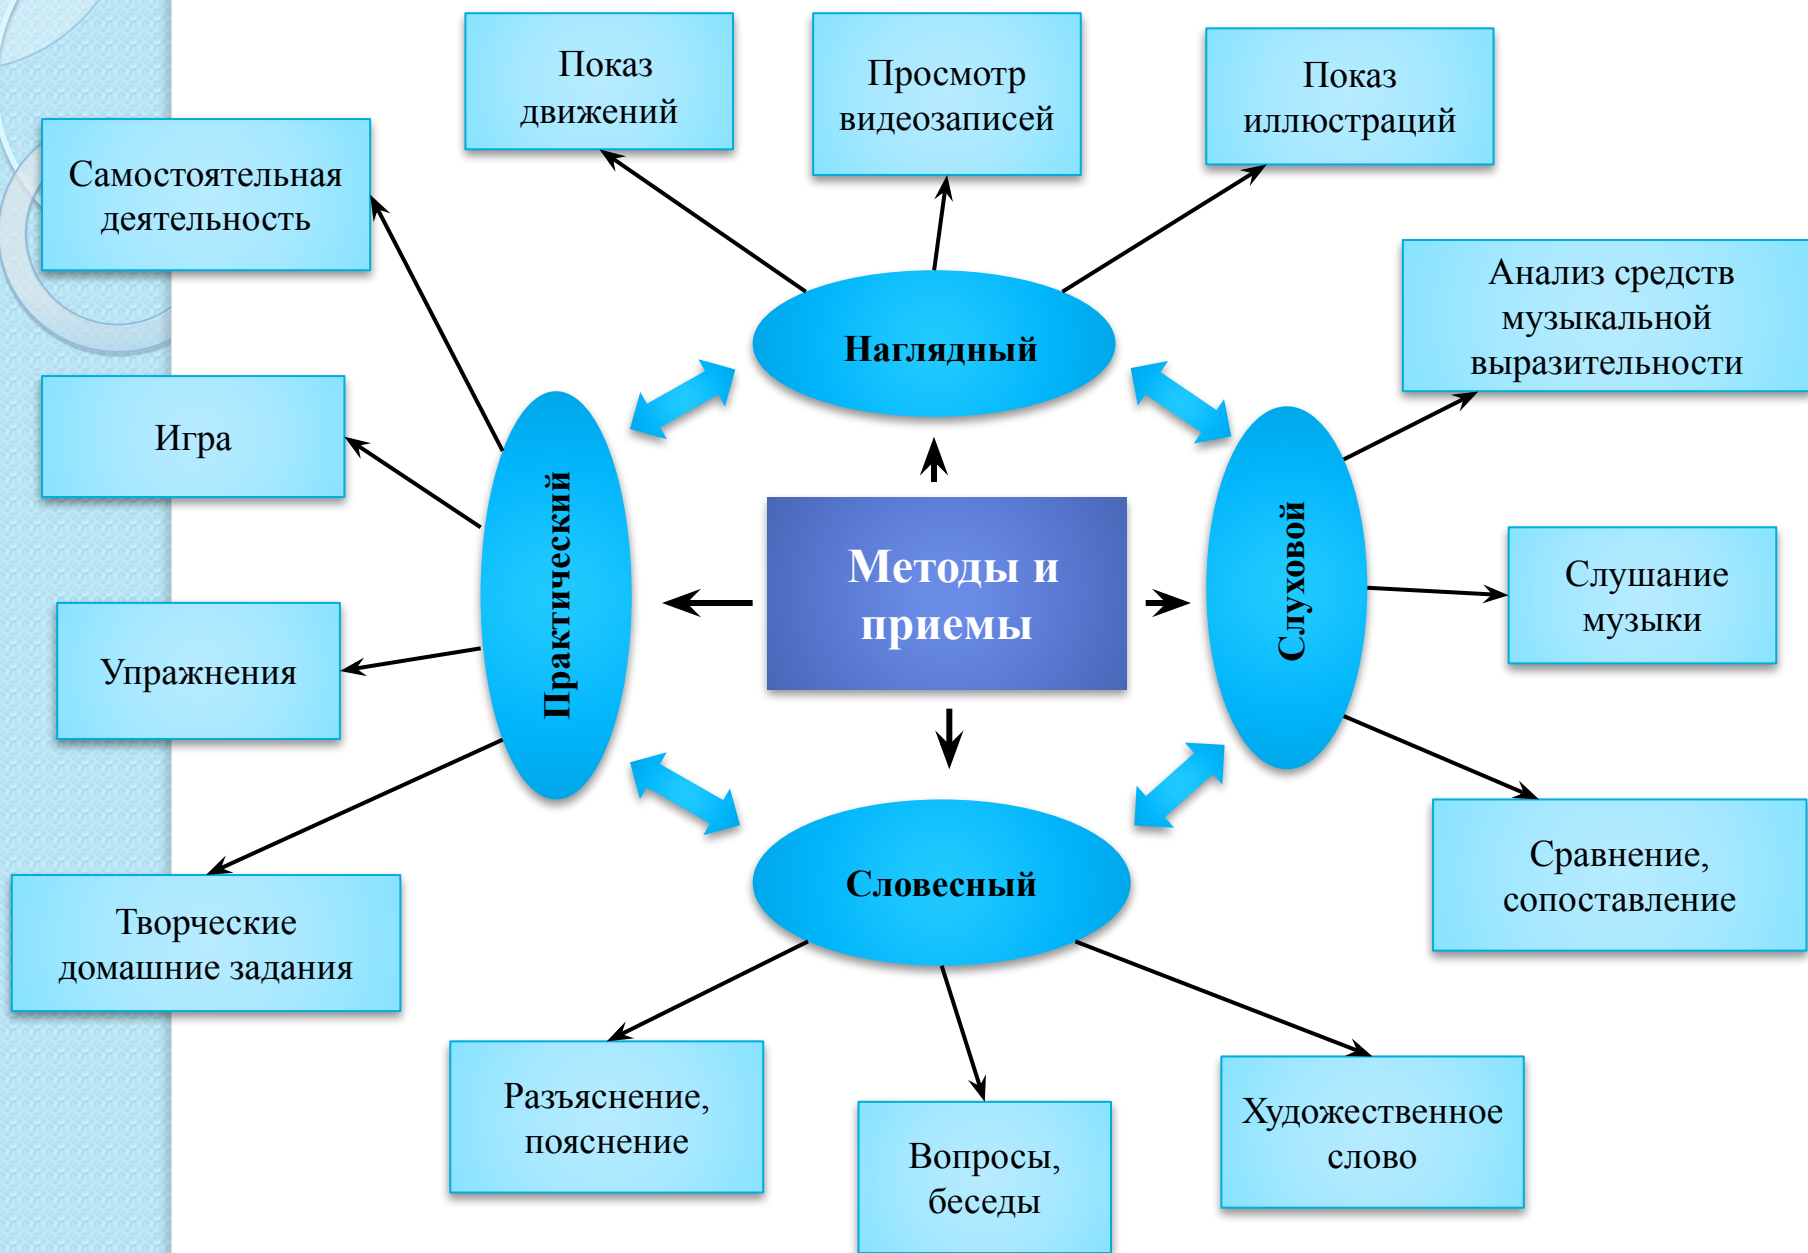 Показ
движений
Просмотр
видеозаписей
Показ
иллюстраций
Самостоятельная
деятельность
Анализ средств
музыкальной
выразительности
Наглядный
Игра
Практический
Методы и
приемы
Слуховой
Слушание
музыки
Упражнения
Словесный
Сравнение,
сопоставление
Творческие
домашние задания
Разъяснение,
пояснение
Вопросы,
беседы
Художественное
слово